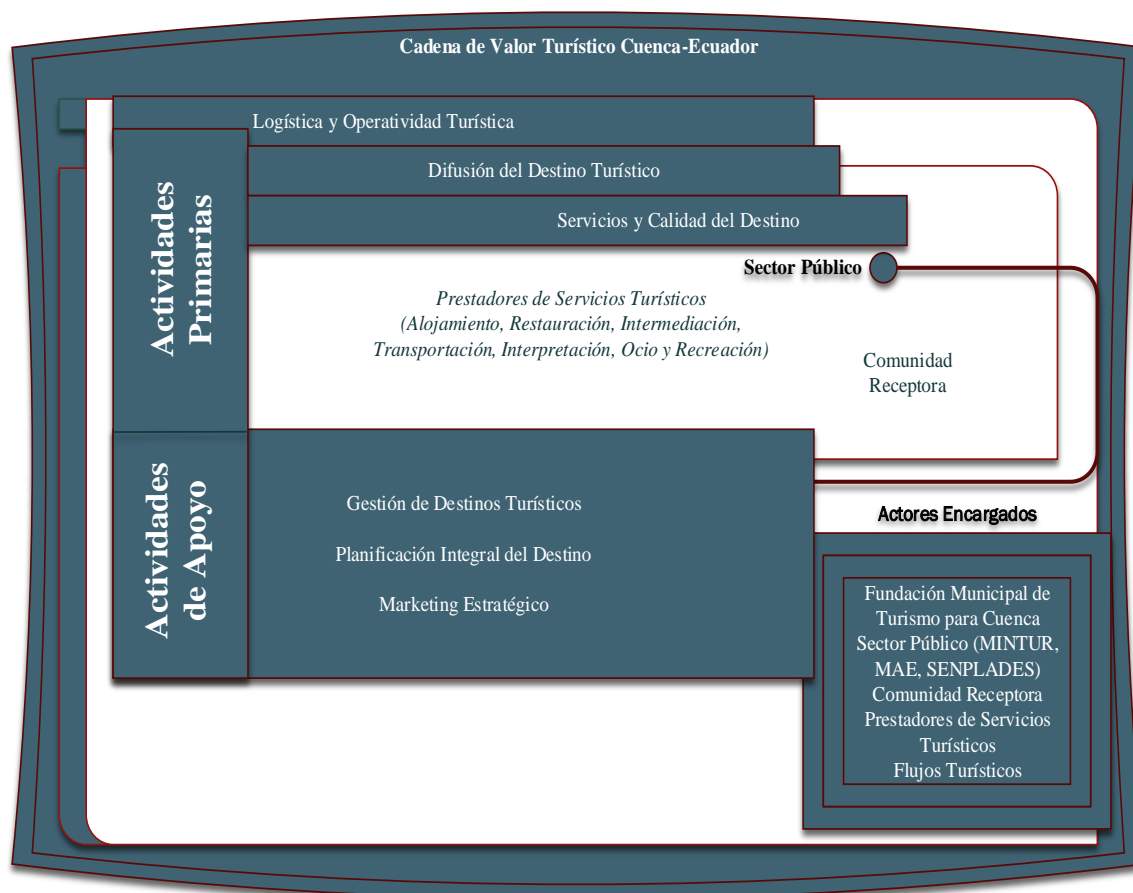 Cadena de Valor Turístico Cuenca-Ecuador
Logística y Operatividad Turística
Difusión del Destino Turístico
Servicios y Calidad del Destino
Actividades
Primarias
Sector Público
Prestadores de Servicios Turísticos
(Alojamiento, Restauración, Intermediación,
Transportación, Interpretación, Ocio y Recreación)
Comunidad
Receptora
Actividades
de Apoyo
Gestión de Destinos Turísticos
Planificación Integral del Destino
Marketing Estratégico
Actores Encargados
Fundación Municipal de
Turismo para Cuenca
Sector Público (MINTUR,
MAE, SENPLADES)
Comunidad Receptora
Prestadores de Servicios
Turísticos
Flujos Turísticos